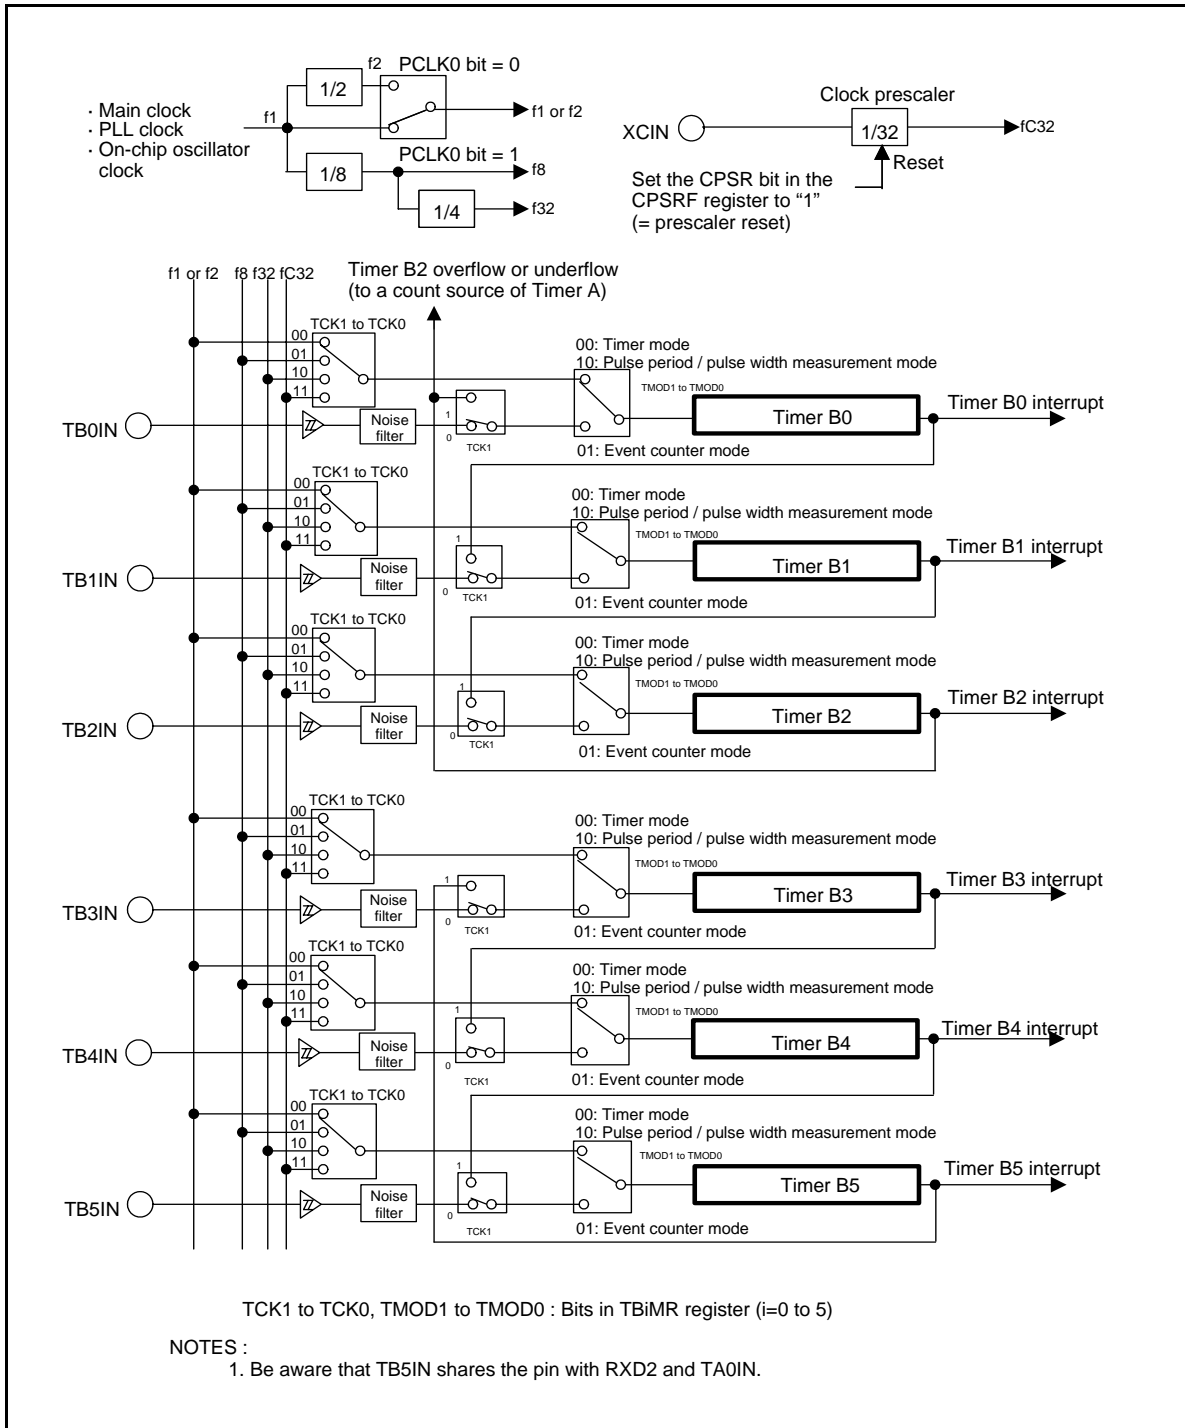 f2 PCLK0 bit = 0
1/2
· Main clock
· PLL clock
· On-chip oscillator
clock
f1
f1 or f2
PCLK0 bit = 1
1/8
f8
1/4
f32
Clock prescaler
XCIN
1/32
fC32
Reset
Set the CPSR bit in the
CPSRF register to “1”
(= prescaler reset)
f1 or f2 f8 f32 fC32
Timer B2 overflow or underflow
(to a count source of Timer A)
TCK1 to TCK0
00
01
10
11
00: Timer mode
10: Pulse period / pulse width measurement mode
TMOD1 to TMOD0
TB0IN
Noise
filter
1
0
TCK1
Timer B0
Timer B0 interrupt
01: Event counter mode
TCK1 to TCK0
00
01
10
11
00: Timer mode
10: Pulse period / pulse width measurement mode
TMOD1 to TMOD0
TB1IN
Noise
filter
1
0
TCK1
Timer B1
Timer B1 interrupt
01: Event counter mode
TCK1 to TCK0
00
01
10
11
00: Timer mode
10: Pulse period / pulse width measurement mode
TMOD1 to TMOD0
TB2IN
Noise
filter
1
0
TCK1
Timer B2
Timer B2 interrupt
01: Event counter mode
TCK1 to TCK0
00
01
10
11
00: Timer mode
10: Pulse period / pulse width measurement mode
TMOD1 to TMOD0
TB3IN
Noise
filter
1
0
TCK1
Timer B3
Timer B3 interrupt
01: Event counter mode
TCK1 to TCK0
00
01
10
11
00: Timer mode
10: Pulse period / pulse width measurement mode
TMOD1 to TMOD0
TB4IN
Noise
filter
1
0
TCK1
Timer B4
Timer B4 interrupt
01: Event counter mode
TCK1 to TCK0
00
01
10
11
00: Timer mode
10: Pulse period / pulse width measurement mode
TMOD1 to TMOD0
TB5IN
Noise
filter
1
0
TCK1
Timer B5
Timer B5 interrupt
01: Event counter mode
TCK1 to TCK0, TMOD1 to TMOD0 : Bits in TBiMR register (i=0 to 5)
NOTES :
1. Be aware that TB5IN shares the pin with RXD2 and TA0IN.